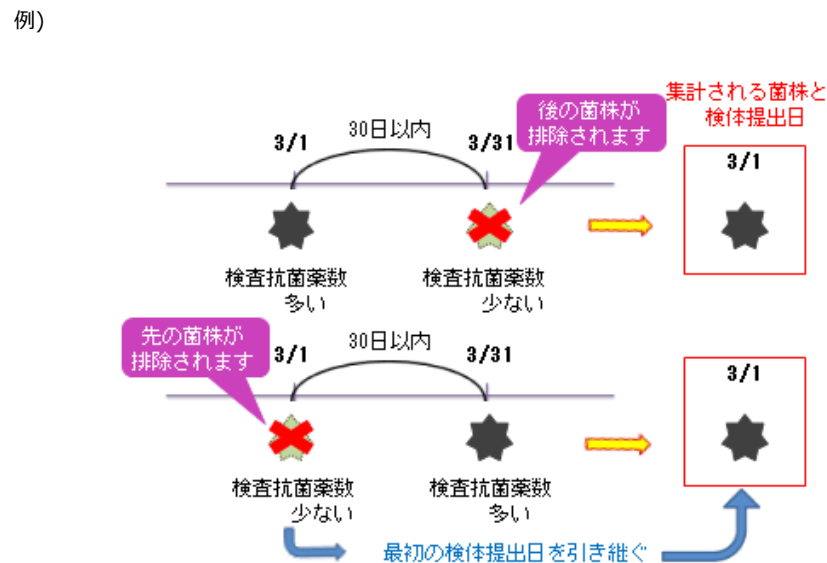 例)
集計される菌株と
検体提出日
後の菌株が
排除されます
3/1
30日以内
3/31
3/1
検査抗菌薬数
多い
検査抗菌薬数
少ない
先の菌株が
排除されます
3/1
30日以内
3/31
3/1
検査抗菌薬数
少ない
検査抗菌薬数
多い
最初の検体提出日を引き継ぐ